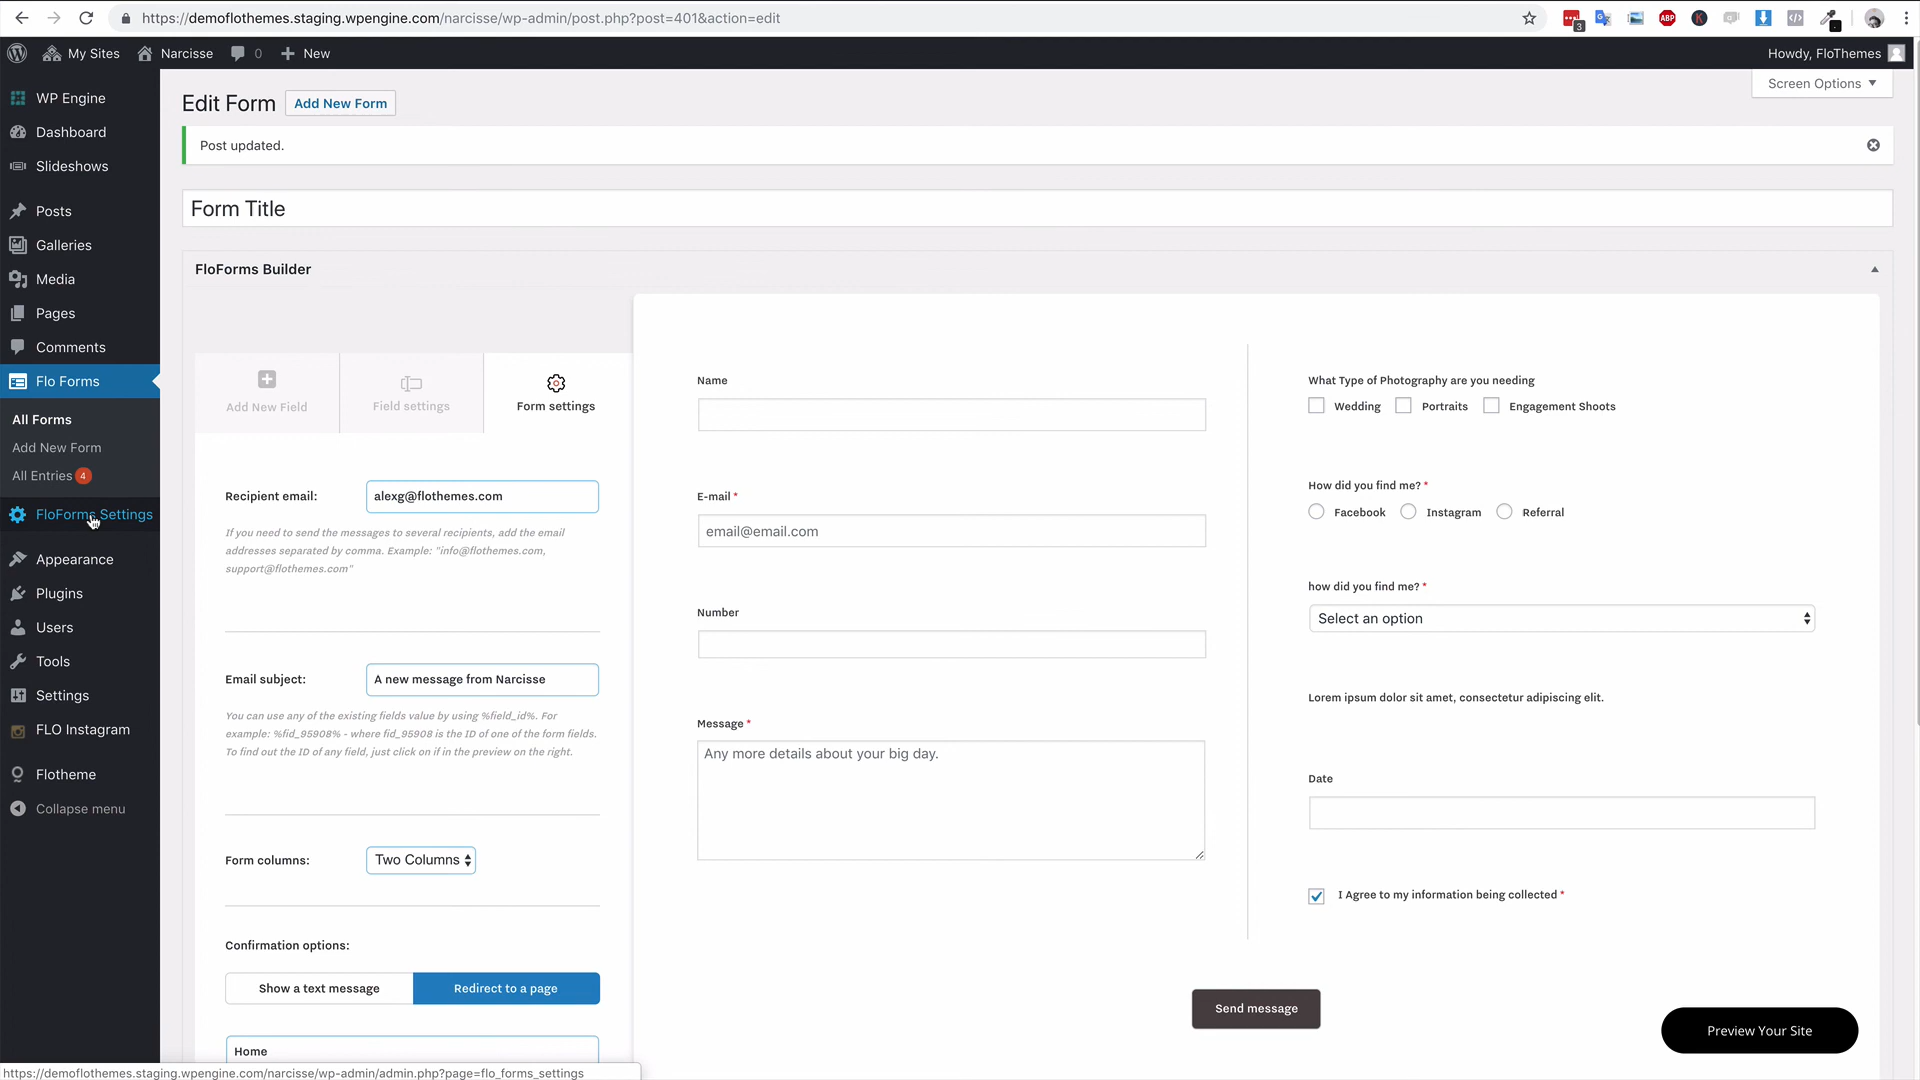 https://demoflothemes.staging.wpengine.com/narcisse/wp-admin/post.php?post=401&action=edit
3
ABP
K
My Sites
Narcisse
0
New
Howdy, FloThemes
WP Engine
Dashboard
Slideshows
Posts
Galleries
Media
Pages
Comments
Flo Forms
All Forms
Add New Form
All Entries 4
FloForms Settings
Appearance
Plugins
Users
Tools
Settings
FLO Instagram
Flotheme
Collapse menu
Screen Options
Edit Form
Add New Form
Post updated.
Form Title
FloForms Builder
Add New Field
Field settings
Form settings
Recipient email:
alexg@flothemes.com
If you need to send the messages to several recipients, add the email
addresses separated by comma. Example: "info@flothemes.com,
support@flothemes.com"
Email subject:
A new message from Narcisse
You can use any of the existing fields value by using %field_id%. For
example: %fid_95908% - where fid_95908 is the ID of one of the form fields.
To find out the ID of any field, just click on if in the preview on the right.
Form columns:
Two Columns
Confirmation options:
Show a text message
Redirect to a page
Home
Name
E-mail *
email@email.com
Number
Message *
Any more details about your big day.
What Type of Photography are you needing
Wedding Portraits Engagement Shoots
How did you find me? *
Facebook Instagram Referral
how did you find me? *
Select an option
Lorem ipsum dolor sit amet, consectetur adipiscing elit.
Date
I Agree to my information being collected *
Send message
Preview Your Site
https://demoflothemes.staging.wpengine.com/narcisse/wp-admin/admin.php?page=flo_forms_settings